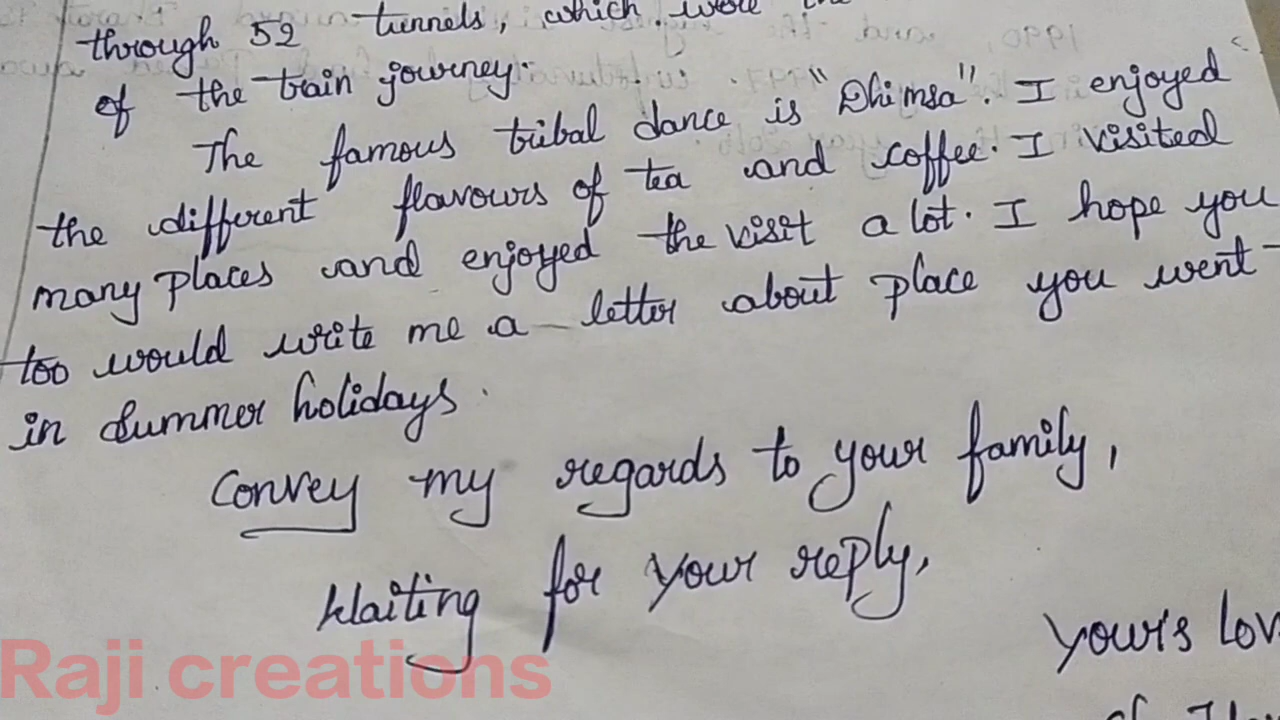 through 52 tunnels, which were the
of the train journey.
The famous tribal dance is "Dhimsa". I enjoyed
the different flavours of tea and coffee. I visited
many places and enjoyed the visit a lot. I hope you
too would write me a letter about place you went
in Summer holidays.
Convey my regards to your family,
Waiting for your reply,
Your's lov
Raji creations